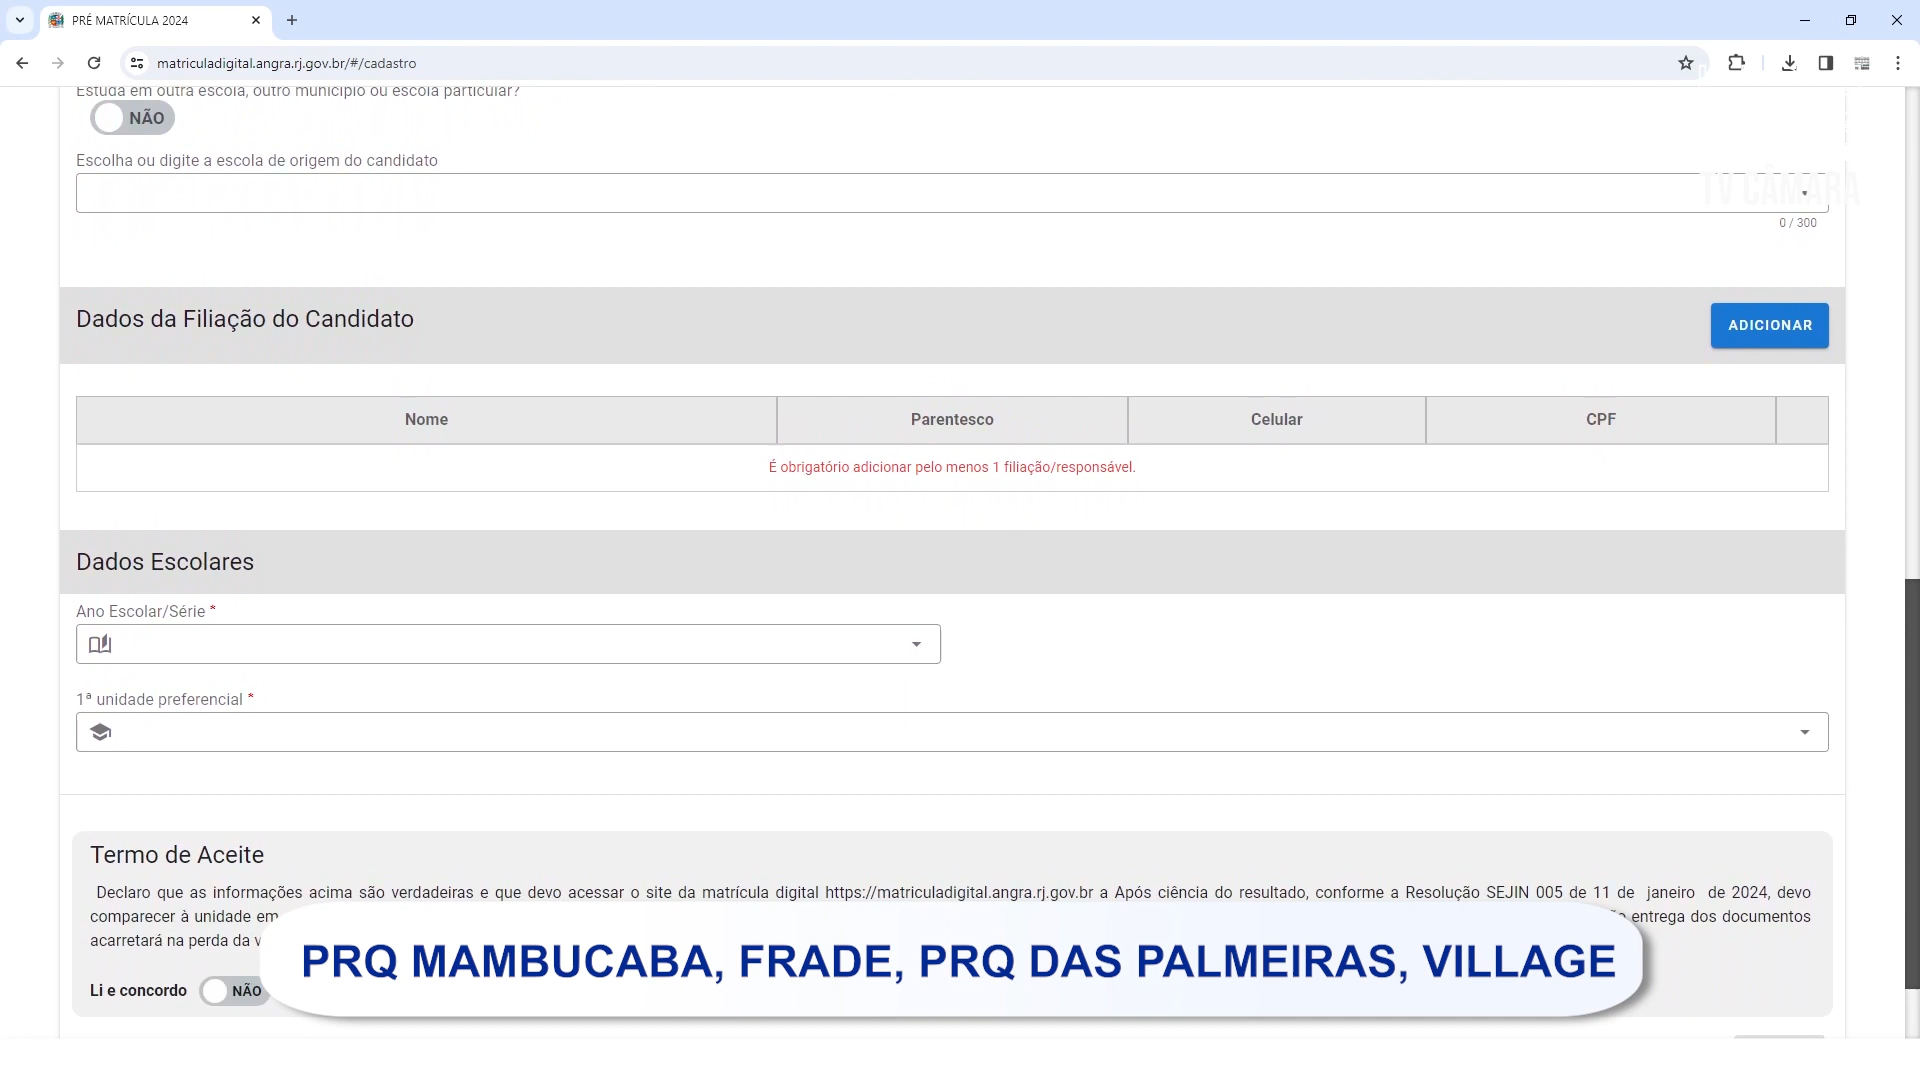 PRÉ MATRÍCULA 2024
matriculadigital.angra.rj.gov.br/#/cadastro
Estuda em outra escola, outro município ou escola particular?
NÃO
Escolha ou digite a escola de origem do candidato
TV CÂMARA
0 / 300
Dados da Filiação do Candidato
ADICIONAR
Nome Parentesco Celular CPF
É obrigatório adicionar pelo menos 1 filiação/responsável.
Dados Escolares
Ano Escolar/Série *
1ª unidade preferencial *
Termo de Aceite
Declaro que as informações acima são verdadeiras e que devo acessar o site da matrícula digital https://matriculadigital.angra.rj.gov.br a Após ciência do resultado, conforme a Resolução SEJIN 005 de 11 de janeiro de 2024, devo
comparecer à unidade em entrega dos documentos
acarretará na perda da
PRQ MAMBUCABA, FRADE, PRQ DAS PALMEIRAS, VILLAGE
Li e concordo NÃO